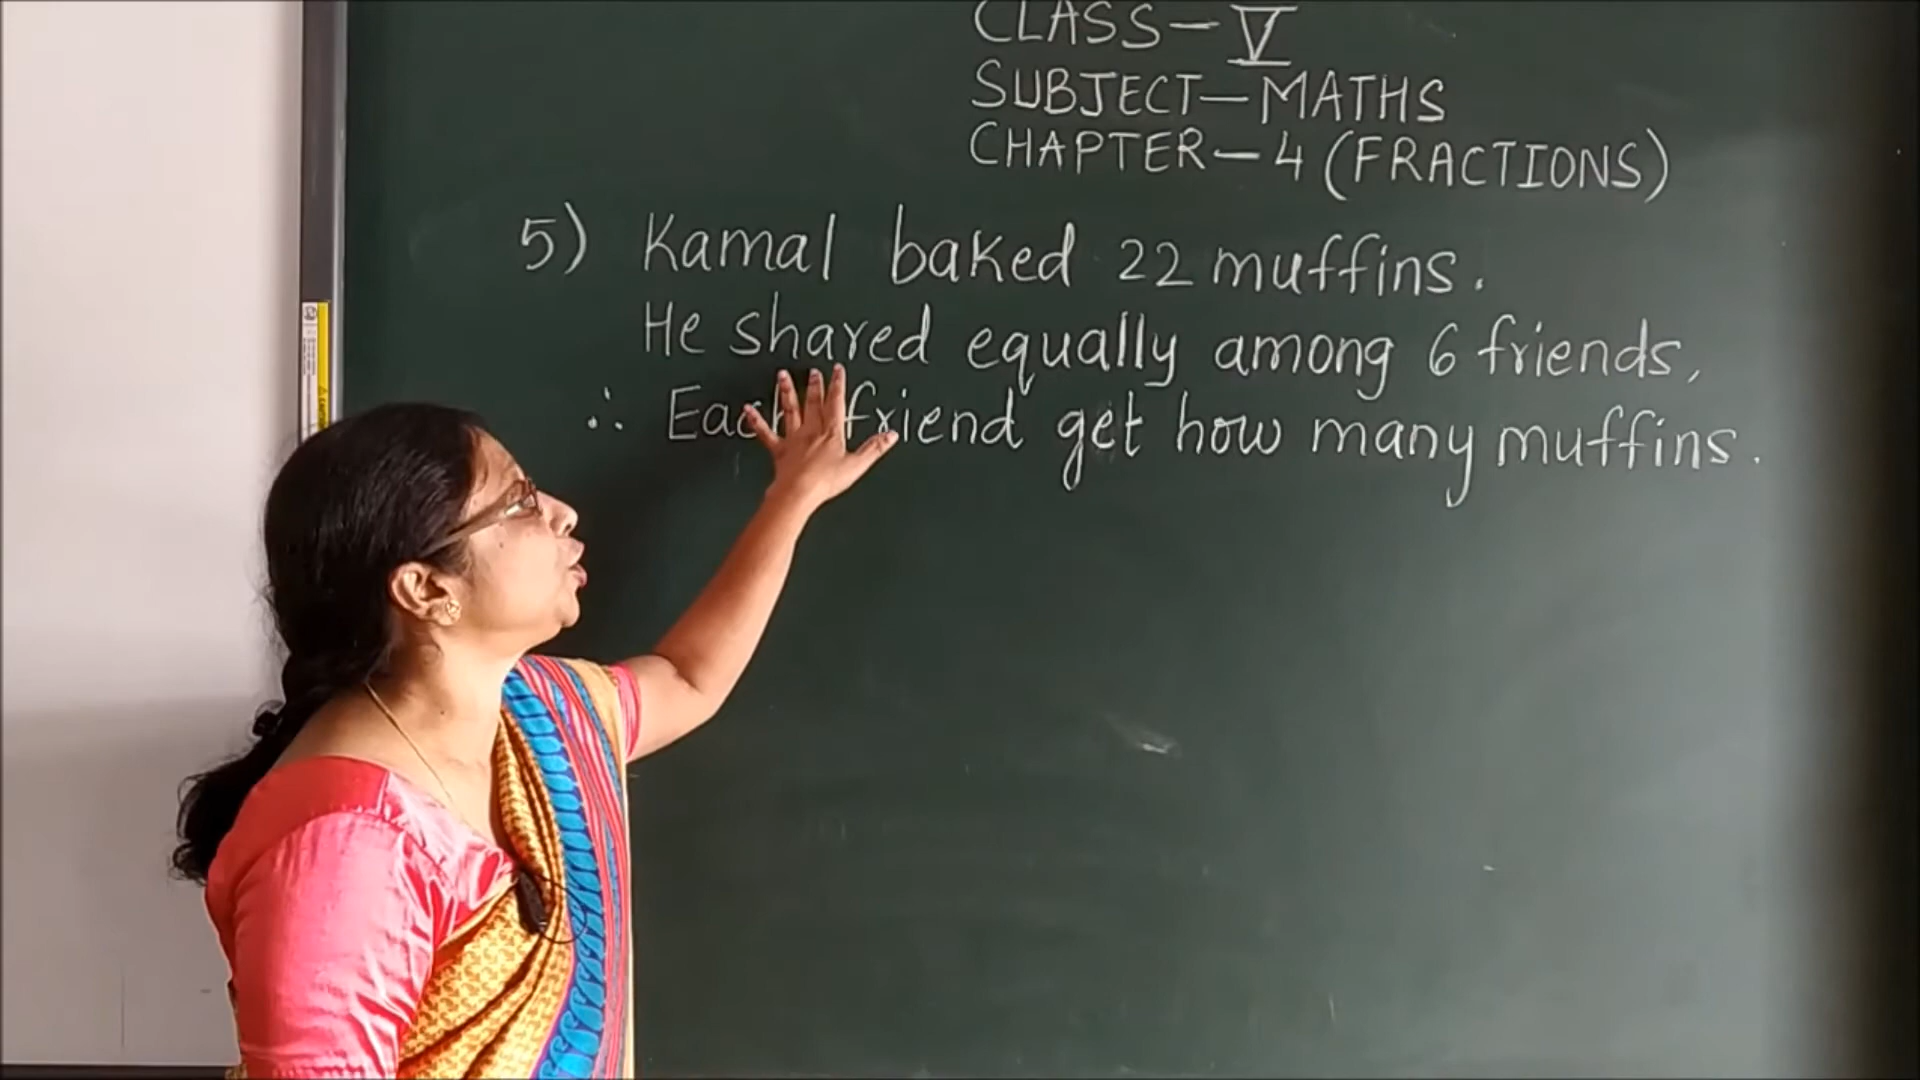 CLASS-V
SUBJECT-MATHS
CHAPTER-4 (FRACTIONS)
5) Kamal baked 22 muffins.
He shared equally among 6 friends,
∴ Each friend get how many muffins.